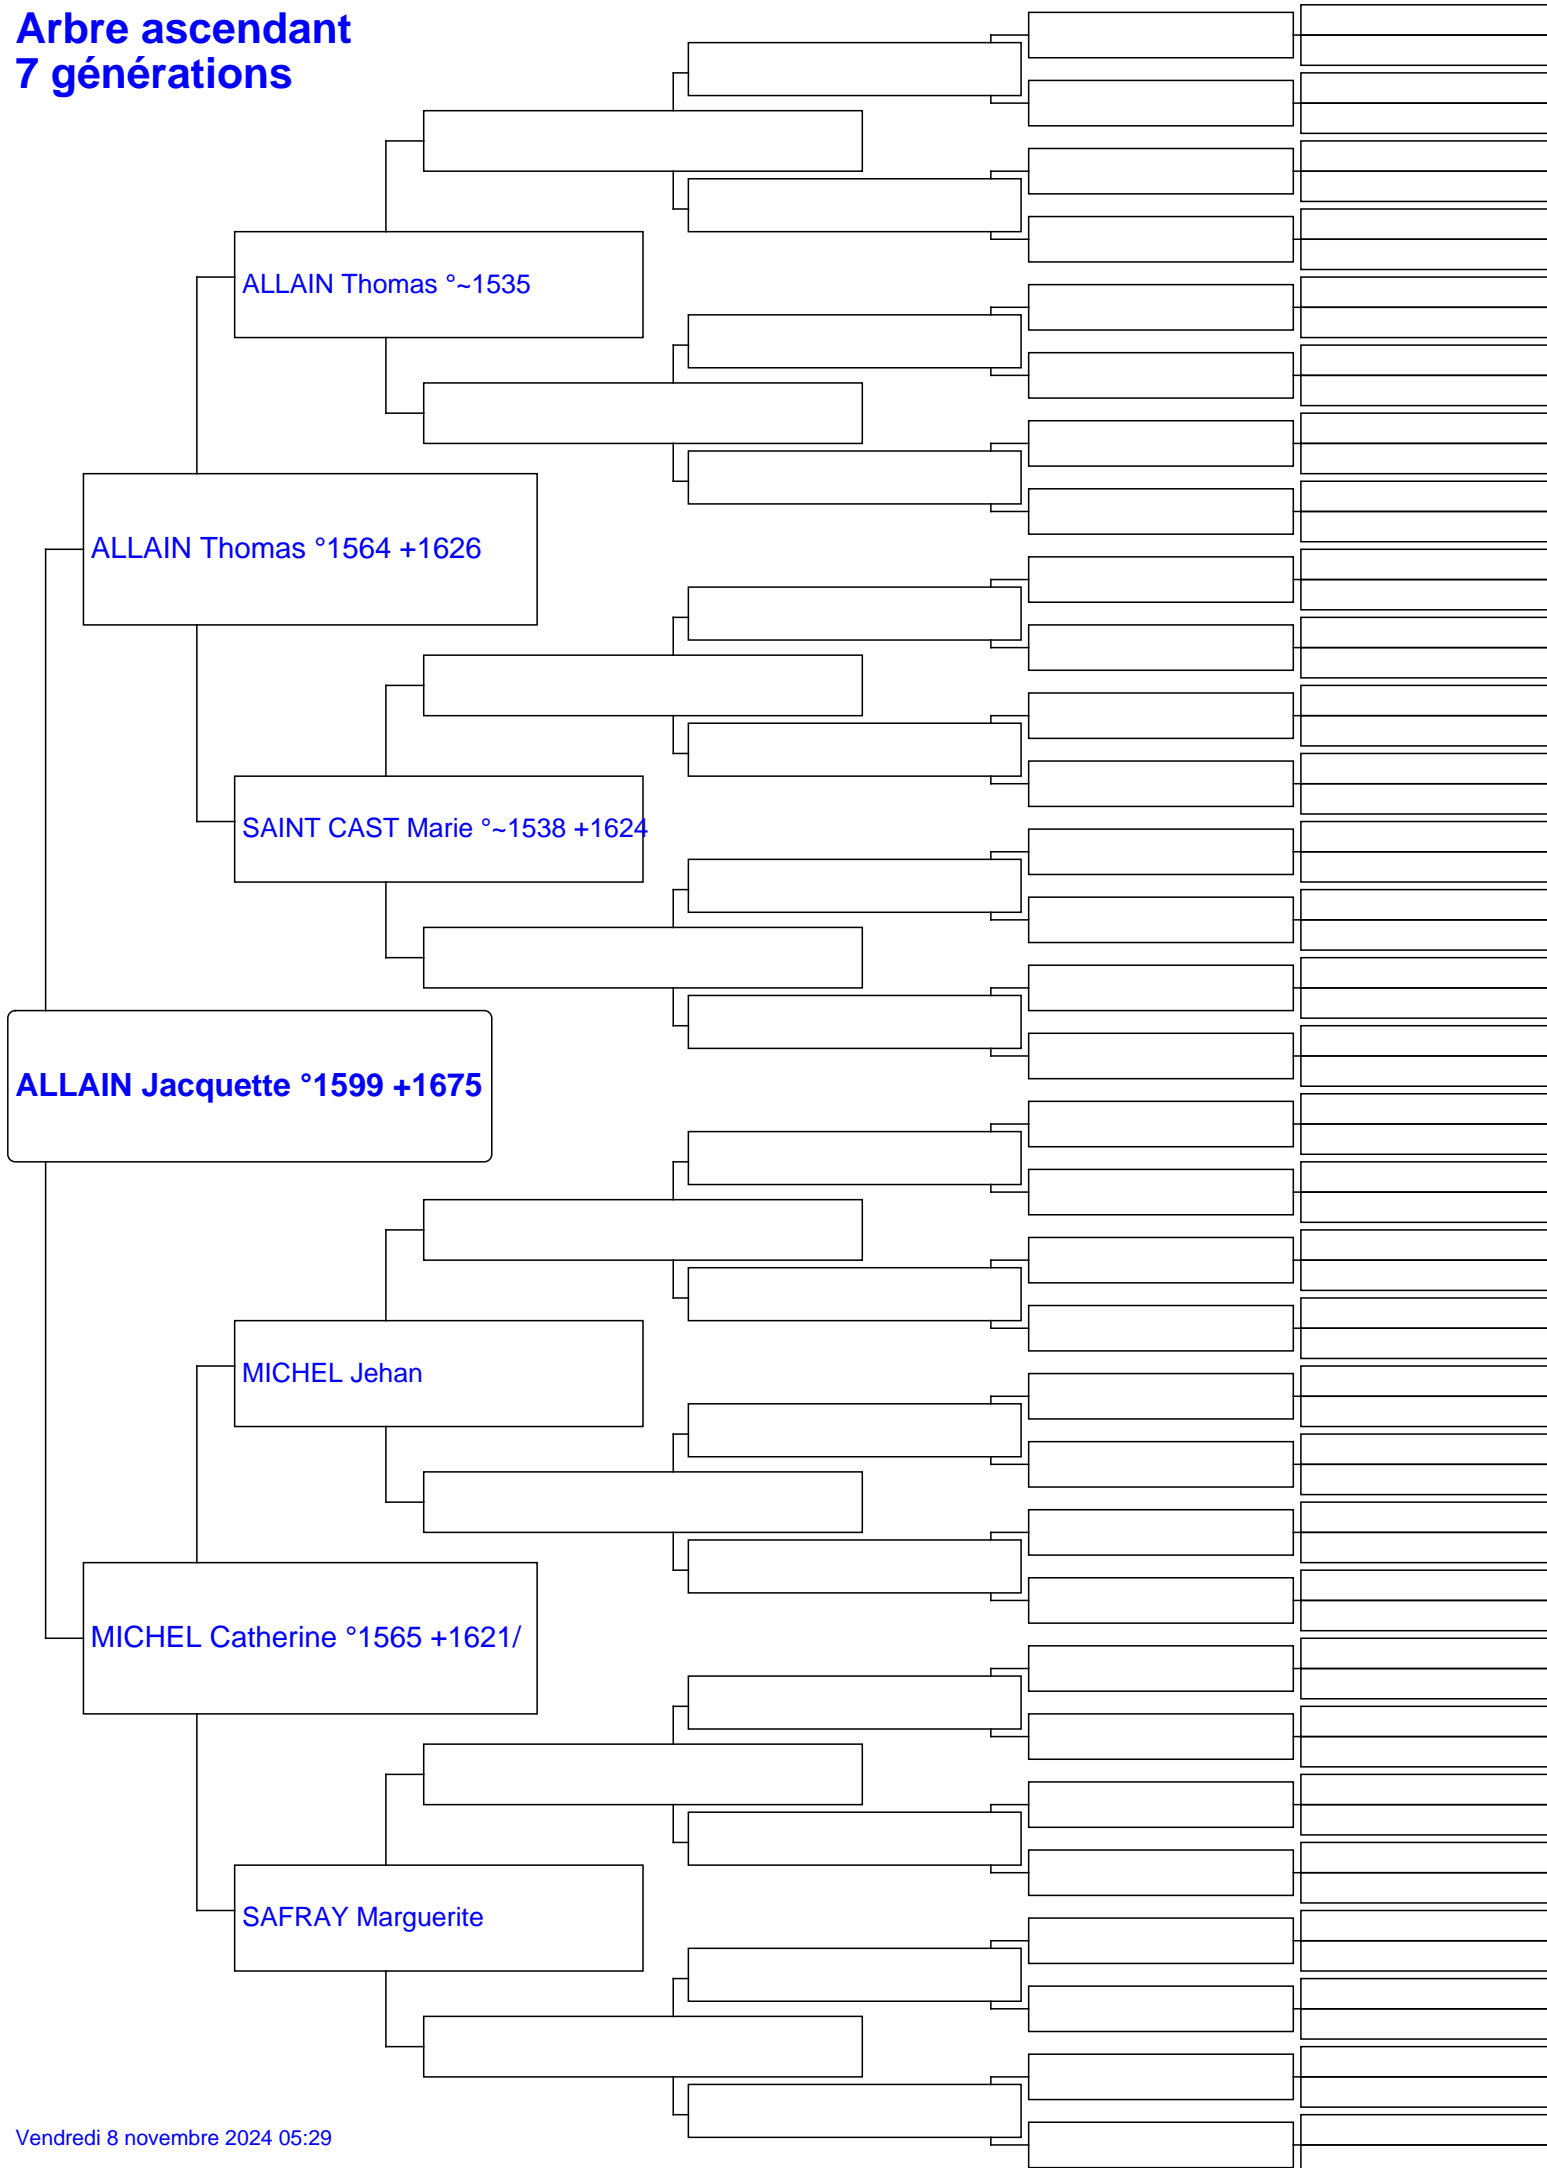 Arbre ascendant
7 générations
ALLAIN Thomas °~1535
ALLAIN Thomas °1564 +1626
SAINT CAST Marie °~1538 +1624
ALLAIN Jacquette °1599 +1675
MICHEL Jehan
MICHEL Catherine °1565 +1621/
SAFRAY Marguerite
Vendredi 8 novembre 2024 05:29